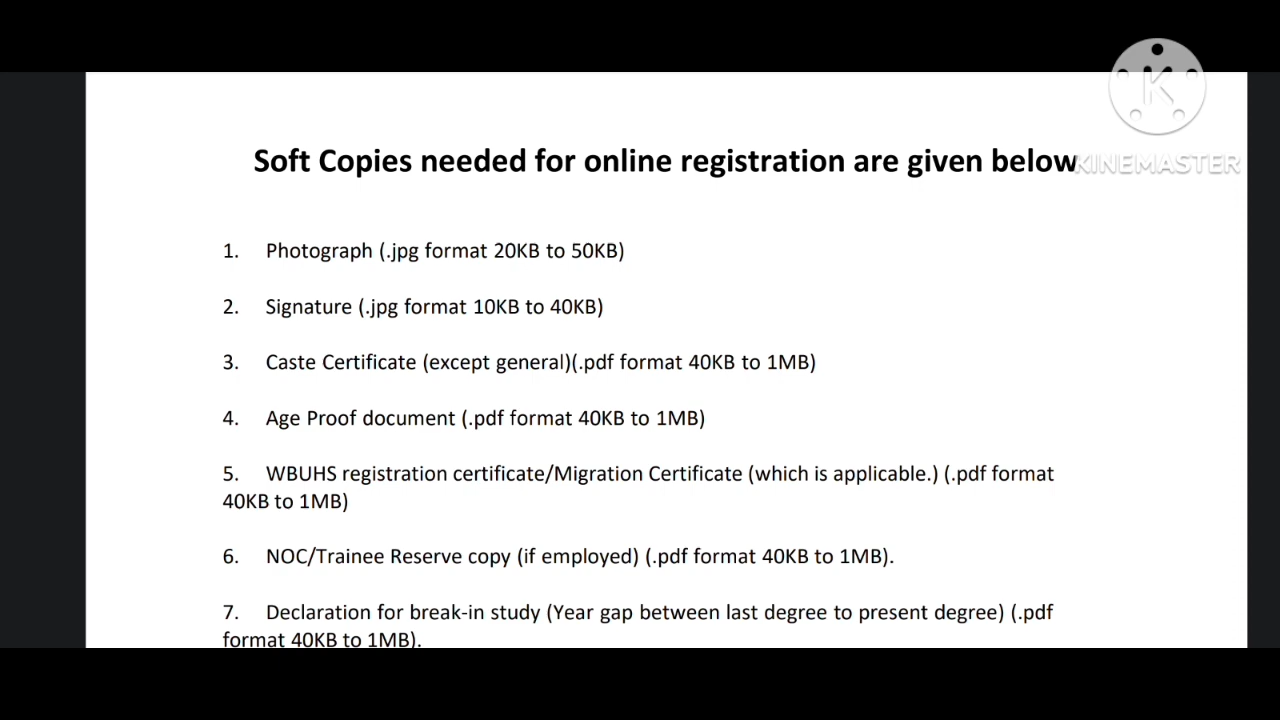 K
KINEMASTER
Soft Copies needed for online registration are given below
1. Photograph (.jpg format 20KB to 50KB)
2. Signature (.jpg format 10KB to 40KB)
3. Caste Certificate (except general)(.pdf format 40KB to 1MB)
4. Age Proof document (.pdf format 40KB to 1MB)
5. WBUHS registration certificate/Migration Certificate (which is applicable.) (.pdf format
40KB to 1MB)
6. NOC/Trainee Reserve copy (if employed) (.pdf format 40KB to 1MB).
7. Declaration for break-in study (Year gap between last degree to present degree) (.pdf
format 40KB to 1MB).